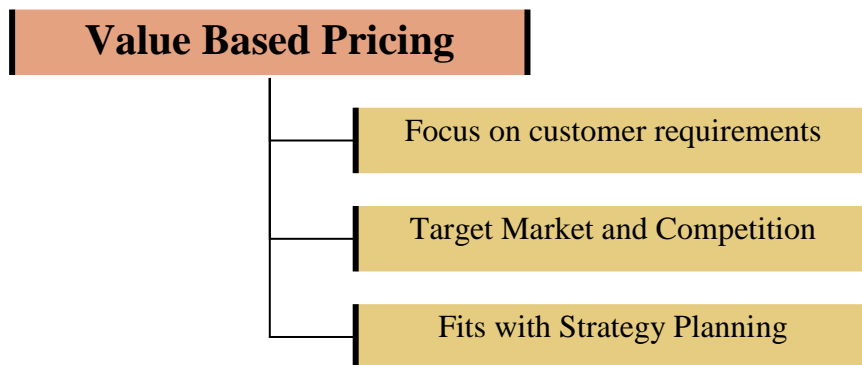 Value Based Pricing
Focus on customer requirements
Target Market and Competition
Fits with Strategy Planning